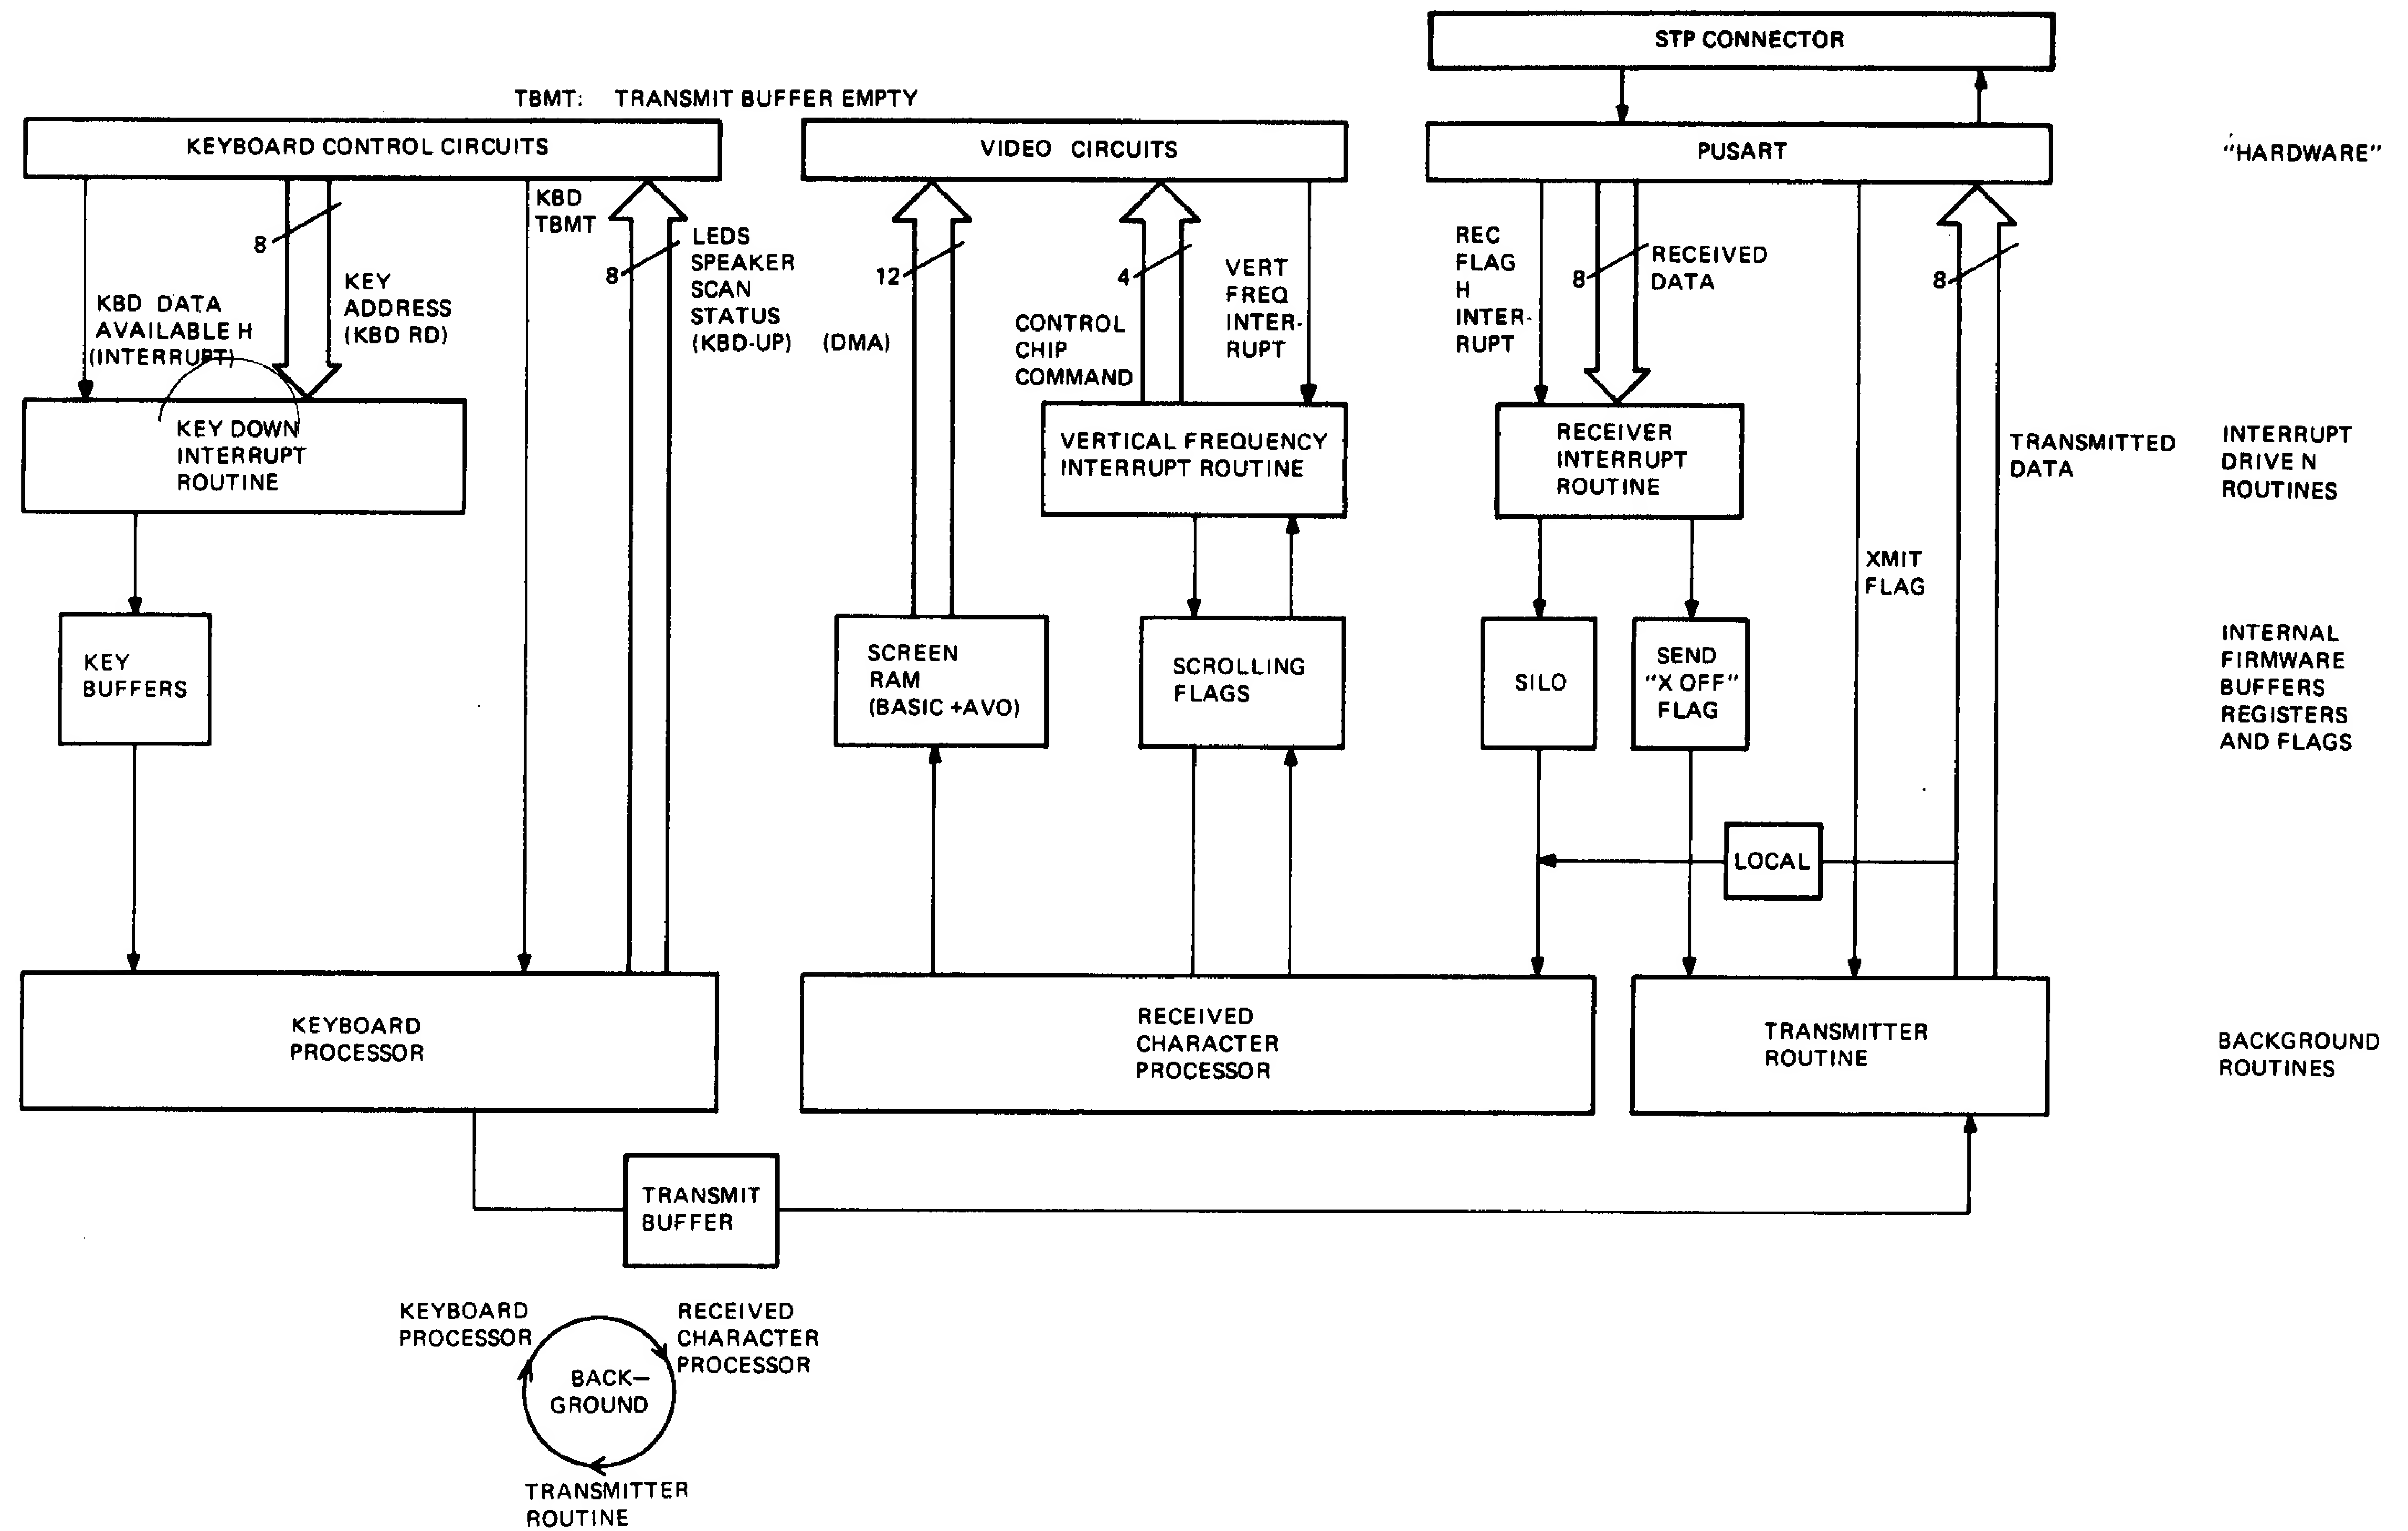 STP CONNECTOR
TBMT: TRANSMIT BUFFER EMPTY
KEYBOARD CONTROL CIRCUITS
VIDEO CIRCUITS
PUSART
"HARDWARE"
KBD DATA
AVAILABLE H
(INTERRUPT)
8
KEY
ADDRESS
(KBD RD)
KBD
TBMT
8
LEDS
SPEAKER
SCAN
STATUS
(KBD-UP)
(DMA)
12
CONTROL
CHIP
COMMAND
4
VERT
FREQ
INTER-
RUPT
REC
FLAG
H
INTER-
RUPT
8
RECEIVED
DATA
8
TRANSMITTED
DATA
KEY DOWN
INTERRUPT
ROUTINE
VERTICAL FREQUENCY
INTERRUPT ROUTINE
RECEIVER
INTERRUPT
ROUTINE
INTERRUPT
DRIVE N
ROUTINES
XMIT
FLAG
KEY
BUFFERS
SCREEN
RAM
(BASIC +AVO)
SCROLLING
FLAGS
SILO
SEND
"X OFF"
FLAG
INTERNAL
FIRMWARE
BUFFERS
REGISTERS
AND FLAGS
LOCAL
KEYBOARD
PROCESSOR
RECEIVED
CHARACTER
PROCESSOR
TRANSMITTER
ROUTINE
BACKGROUND
ROUTINES
TRANSMIT
BUFFER
KEYBOARD
PROCESSOR
RECEIVED
CHARACTER
PROCESSOR
BACK—
GROUND
TRANSMITTER
ROUTINE